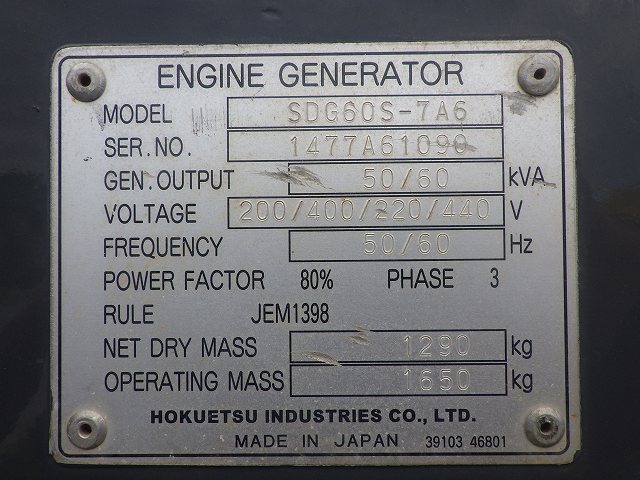 ENGINE GENERATOR
MODEL SDG60S-7A6
SER.NO. 1477A61090
GEN.OUTPUT 50/60 kVA
VOLTAGE 200/400/220/440 V
FREQUENCY 50/60 Hz
POWER FACTOR 80% PHASE 3
RULE JEM1398
NET DRY MASS 1290 kg
OPERATING MASS 1650 kg
HOKUETSU INDUSTRIES CO., LTD.
MADE IN JAPAN 39103 46801